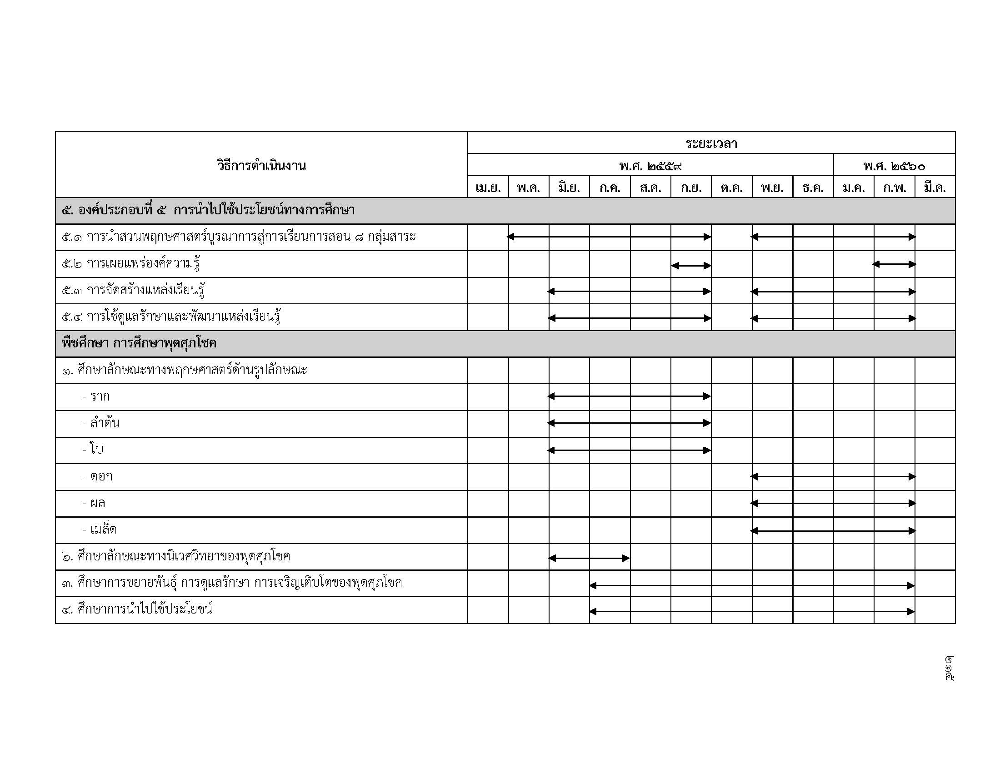 ระยะเวลา
วิธีการดำเนินงาน
พ.ศ. ๒๕๕๙ พ.ศ. ๒๕๖๐
เม.ย. พ.ค. มิ.ย. ก.ค. ส.ค. ก.ย. ต.ค. พ.ย. ธ.ค. ม.ค. ก.พ. มี.ค.
๕. องค์ประกอบที่ ๕ การนำไปใช้ประโยชน์ทางการศึกษา
๕.๑ การนำสวนพฤกษศาสตร์บูรณาการสู่การเรียนการสอน ๘ กลุ่มสาระ
๕.๒ การเผยแพร่องค์ความรู้
๕.๓ การจัดสร้างแหล่งเรียนรู้
๕.๔ การใช้ดูแลรักษาและพัฒนาแหล่งเรียนรู้
พืชศึกษา การศึกษาพุดศุภโชค
๑. ศึกษาลักษณะทางพฤกษศาสตร์ด้านรูปลักษณะ
- ราก
- ลำต้น
- ใบ
- ดอก
- ผล
- เมล็ด
๒. ศึกษาลักษณะทางนิเวศวิทยาของพุดศุภโชค
๓. ศึกษาการขยายพันธุ์ การดูแลรักษา การเจริญเติบโตของพุดศุภโชค
๔. ศึกษาการนำไปใช้ประโยชน์
๒๑๕